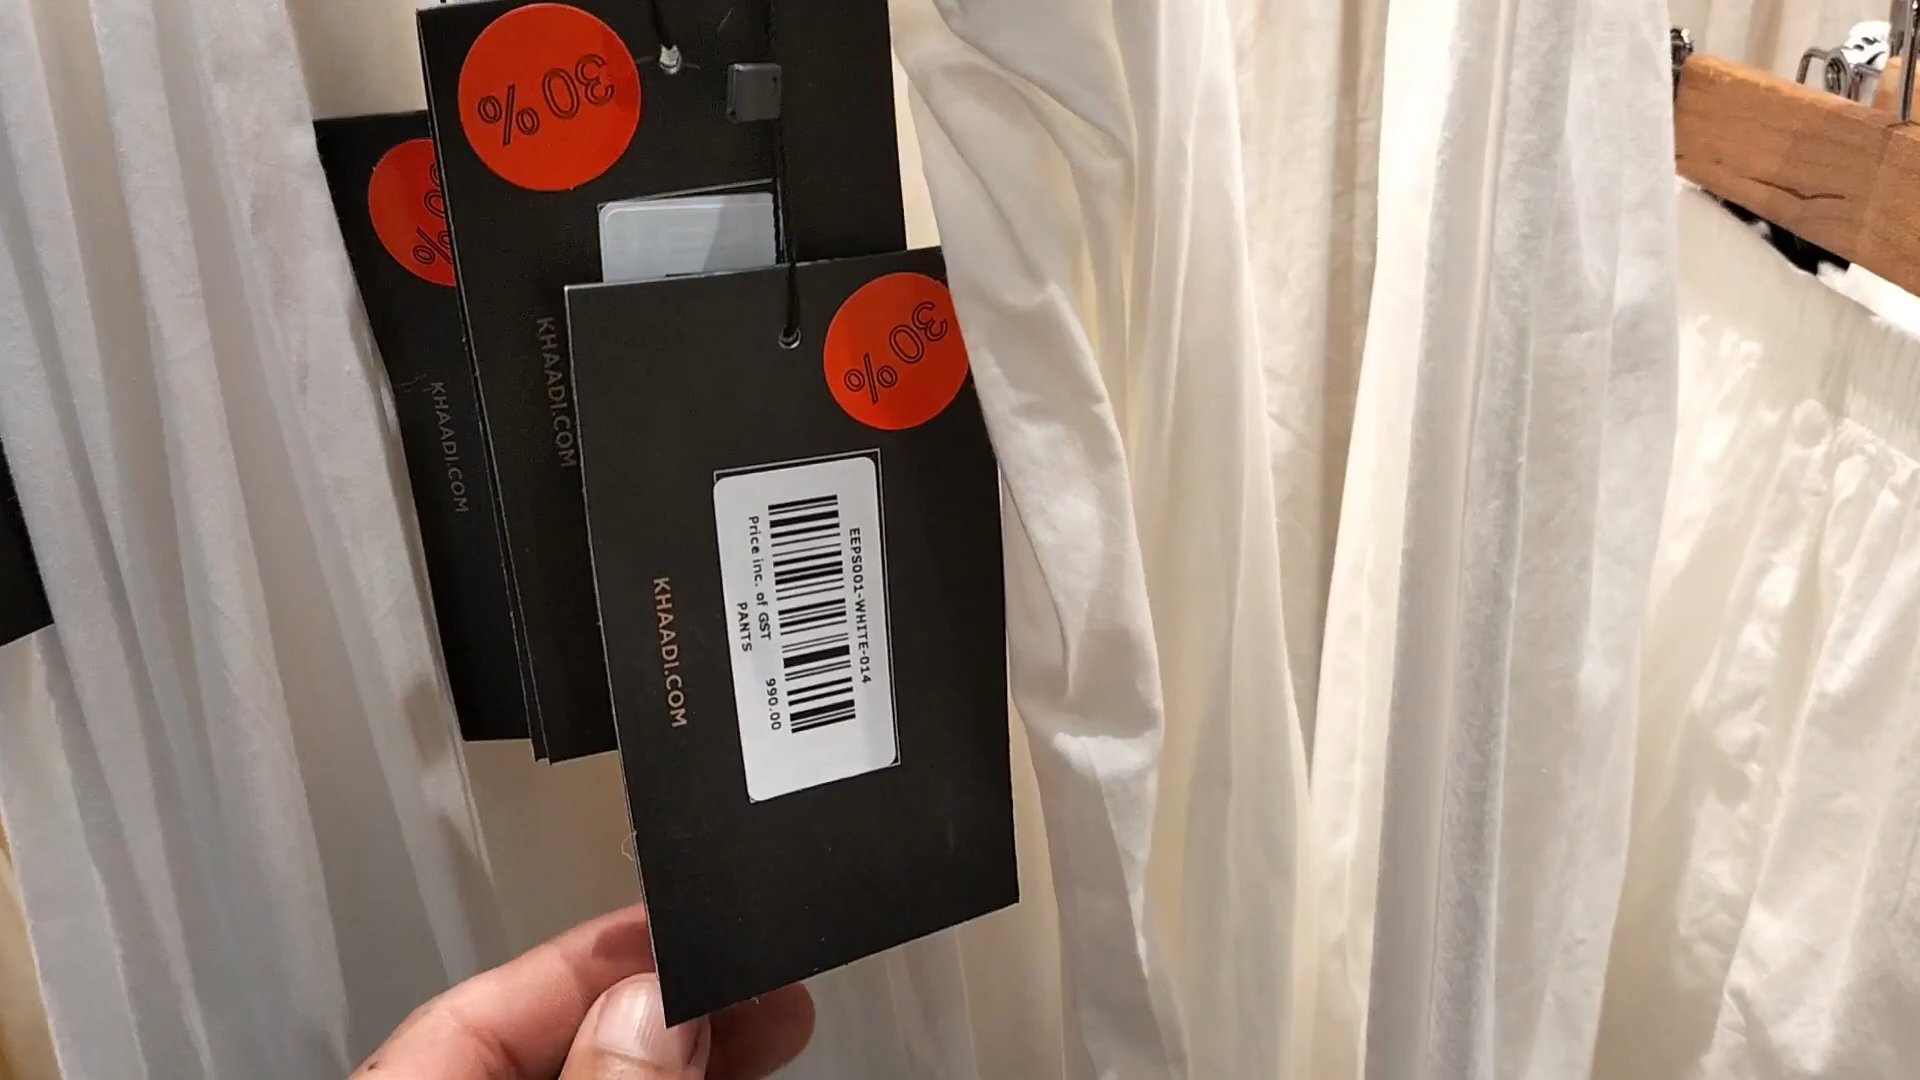 30%
30%
30%
KHAADI.COM
KHAADI.COM
EEPS001-WHITE-014
Price inc. of GST 990.00
PANTS
KHAADI.COM